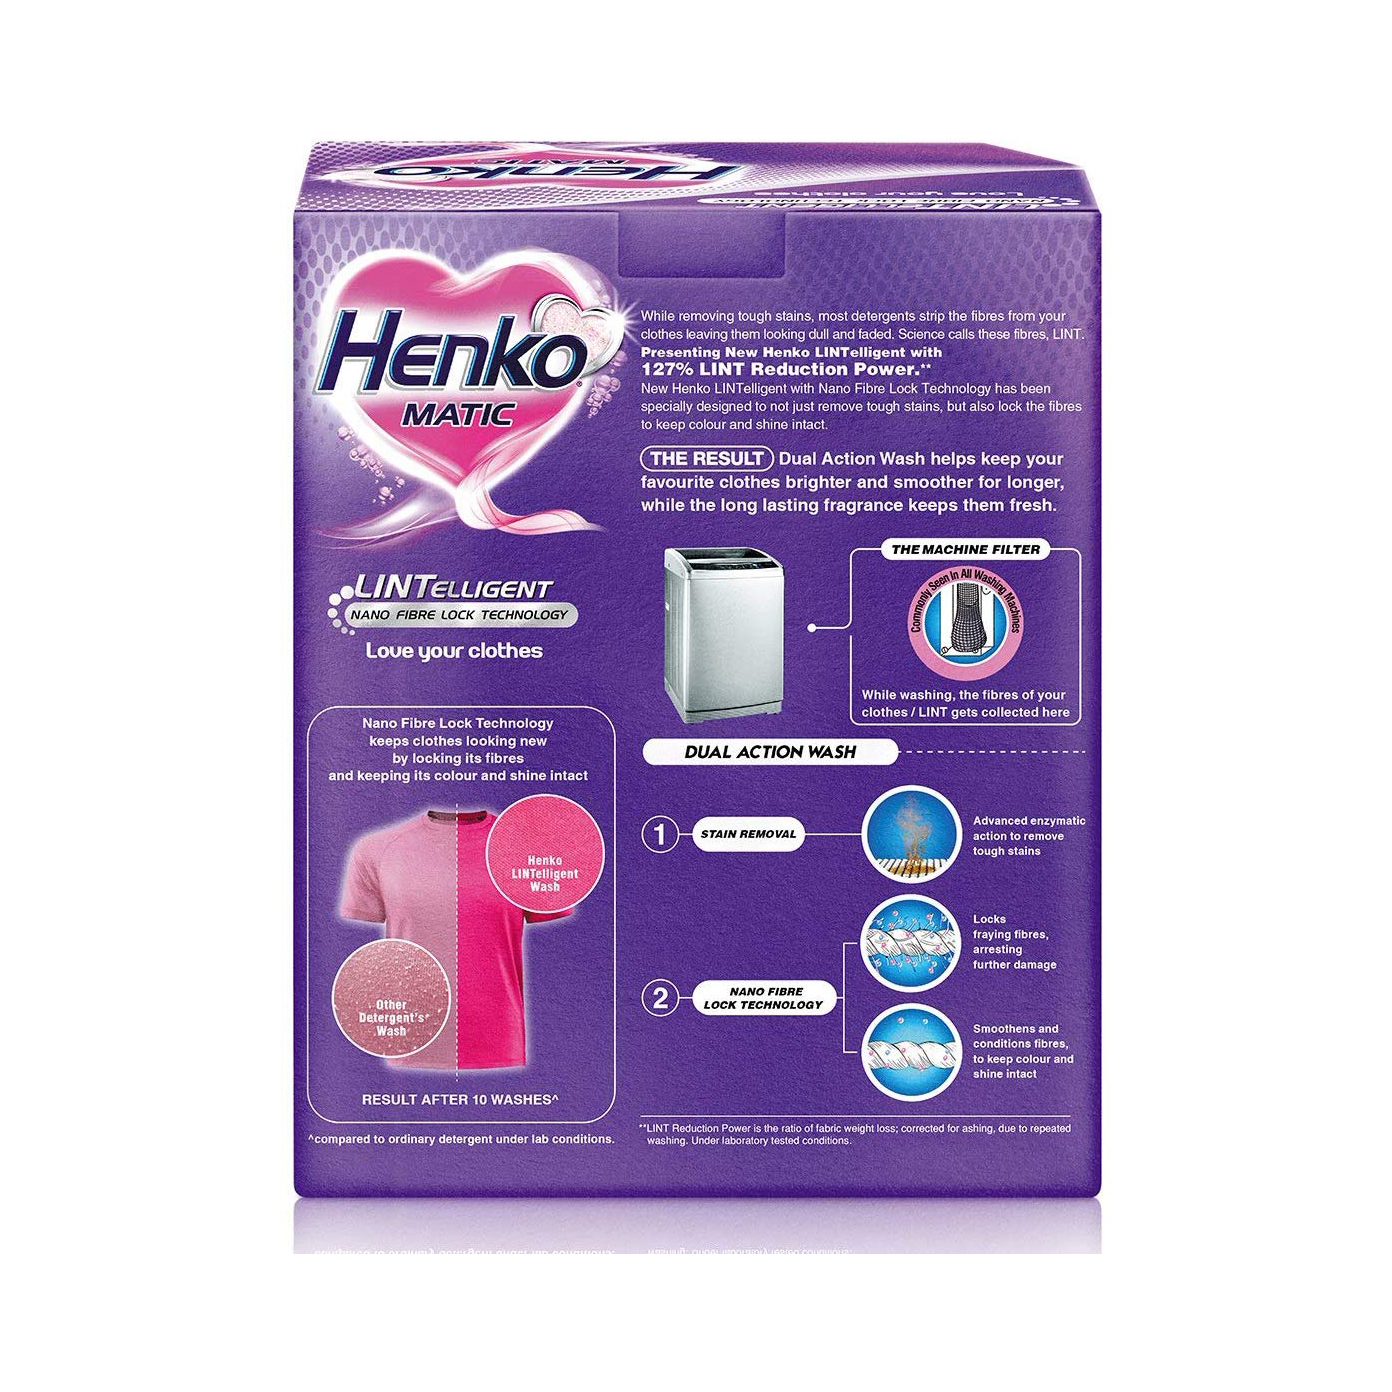 Henko
MATIC
Love your clothes
Henko
MATIC
LINTELLIGENT
NANO FIBRE LOCK TECHNOLOGY
Love your clothes
While removing tough stains, most detergents strip the fibres from your
clothes leaving them looking dull and faded. Science calls these fibres, LINT.
Presenting New Henko LINTelligent with
127% LINT Reduction Power.**
New Henko LINTelligent with Nano Fibre Lock Technology has been
specially designed to not just remove tough stains, but also lock the fibres
to keep colour and shine intact.
THE RESULT Dual Action Wash helps keep your
favourite clothes brighter and smoother for longer,
while the long lasting fragrance keeps them fresh.
THE MACHINE FILTER
Commonly Seen In All Washing Machines
While washing, the fibres of your
clothes / LINT gets collected here
Nano Fibre Lock Technology
keeps clothes looking new
by locking its fibres
and keeping its colour and shine intact
Henko
LINTelligent
Wash
Other
Detergent's^
Wash
RESULT AFTER 10 WASHES^
^compared to ordinary detergent under lab conditions.
DUAL ACTION WASH
1
STAIN REMOVAL
Advanced enzymatic
action to remove
tough stains
2
NANO FIBRE
LOCK TECHNOLOGY
Locks
fraying fibres,
arresting
further damage
Smoothens and
conditions fibres,
to keep colour and
shine intact
**LINT Reduction Power is the ratio of fabric weight loss; corrected for ashing, due to repeated
washing. Under laboratory tested conditions.